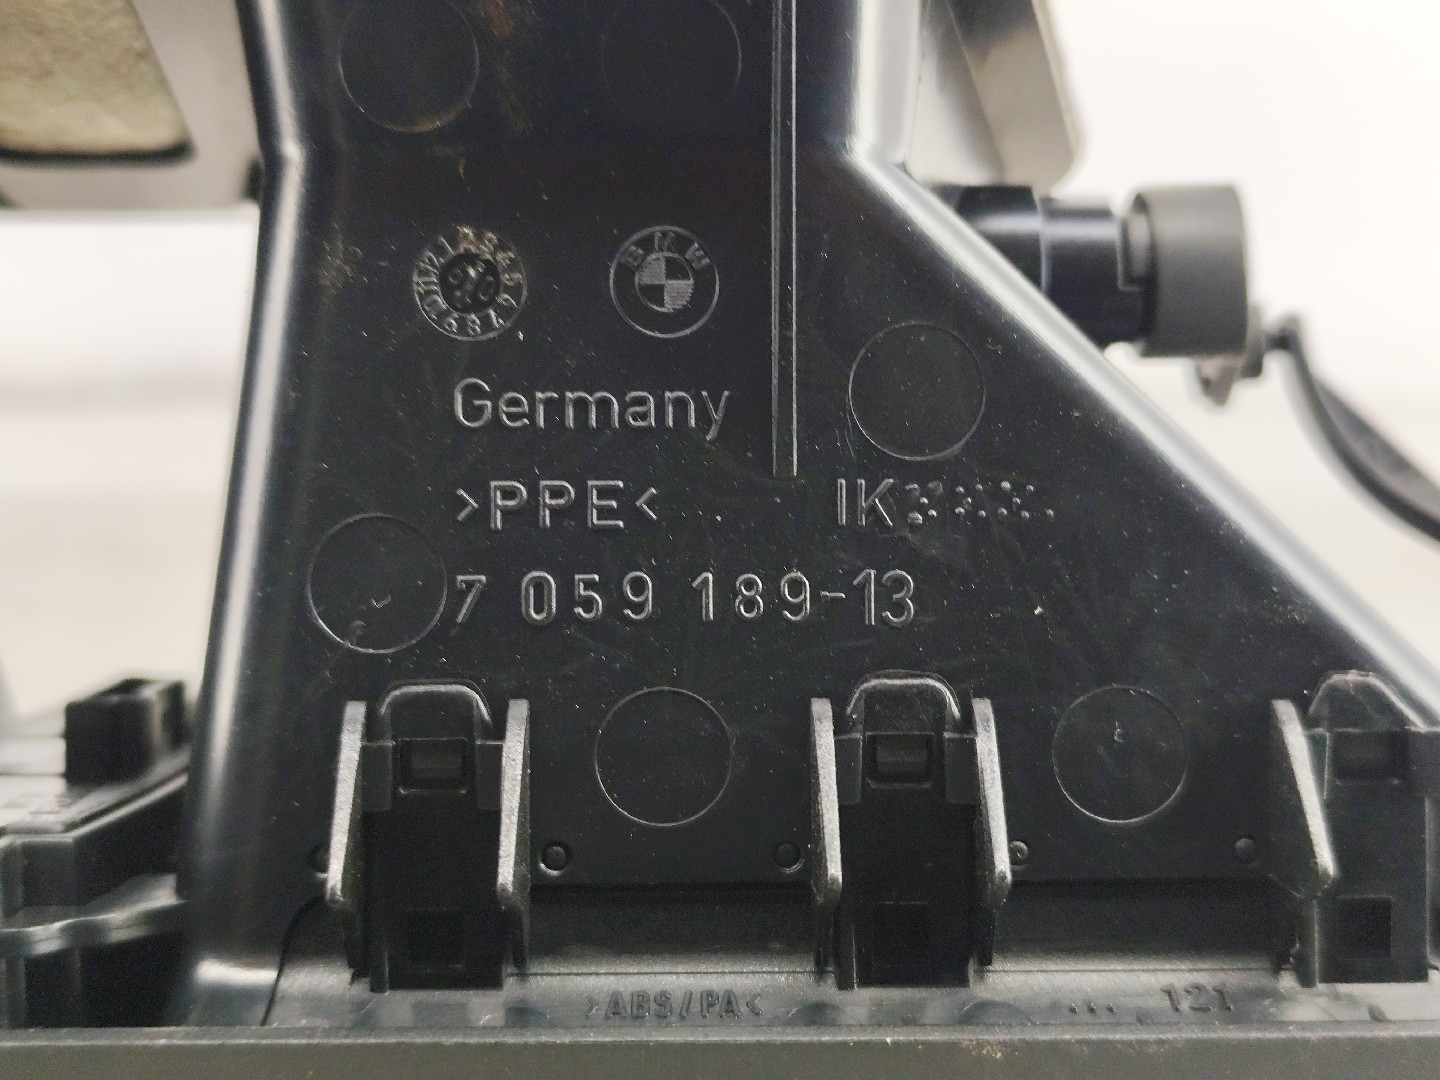 BMW
Germany
>PPE<
IK
7 059 189-13
>ABS/PA<
... 121